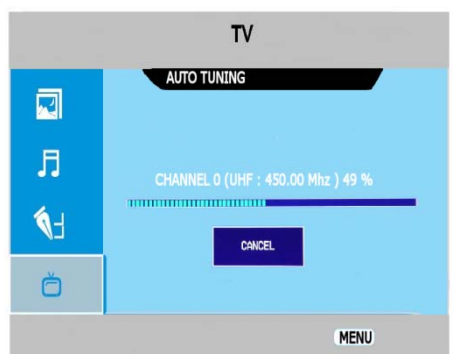 TV
AUTO TUNING
CHANNEL 0 (UHF : 450.00 Mhz ) 49 %
CANCEL
MENU